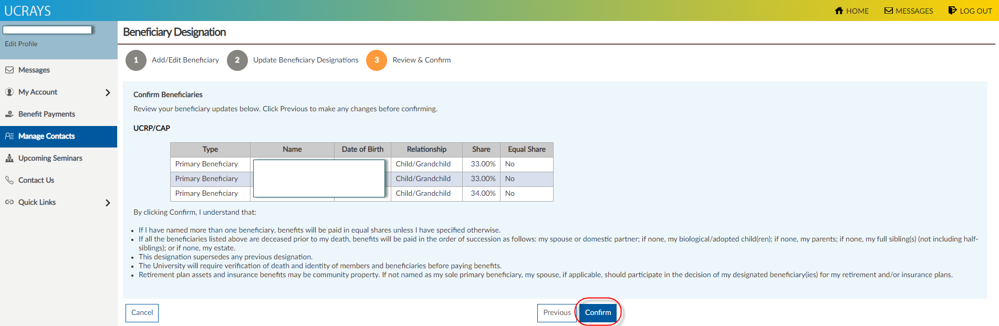 UCRAYS
HOME
MESSAGES
LOG OUT
Edit Profile
Messages
My Account
Benefit Payments
Manage Contacts
Upcoming Seminars
Contact Us
Quick Links
Beneficiary Designation
1 Add/Edit Beneficiary 2 Update Beneficiary Designations 3 Review & Confirm
Confirm Beneficiaries
Review your beneficiary updates below. Click Previous to make any changes before confirming.
UCRP/CAP
Type Name Date of Birth Relationship Share Equal Share
Primary Beneficiary Child/Grandchild 33.00% No
Primary Beneficiary Child/Grandchild 33.00% No
Primary Beneficiary Child/Grandchild 34.00% No
By clicking Confirm, I understand that:
• If I have named more than one beneficiary, benefits will be paid in equal shares unless I have specified otherwise.
• If all the beneficiaries listed above are deceased prior to my death, benefits will be paid in the order of succession as follows: my spouse or domestic partner; if none, my biological/adopted child(ren); if none, my parents; if none, my full sibling(s) (not including half-
siblings); or if none, my estate.
• This designation supersedes any previous designation.
• The University will require verification of death and identity of members and beneficiaries before paying benefits.
• Retirement plan assets and insurance benefits may be community property. If not named as my sole primary beneficiary, my spouse, if applicable, should participate in the decision of my designated beneficiary(ies) for my retirement and/or insurance plans.
Cancel Previous Confirm